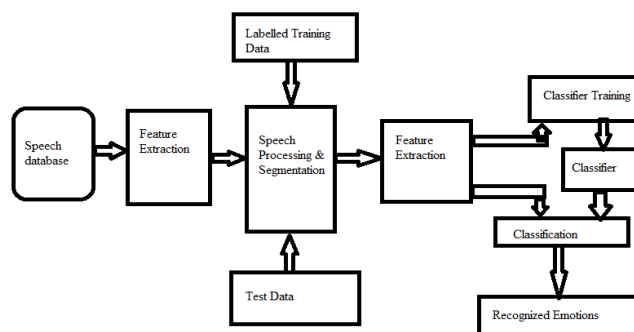 Labelled Training
Data
Speech
database
Feature
Extraction
Speech
Processing &
Segmentation
Feature
Extraction
Classifier Training
Classifier
Classification
Test Data
Recognized Emotions